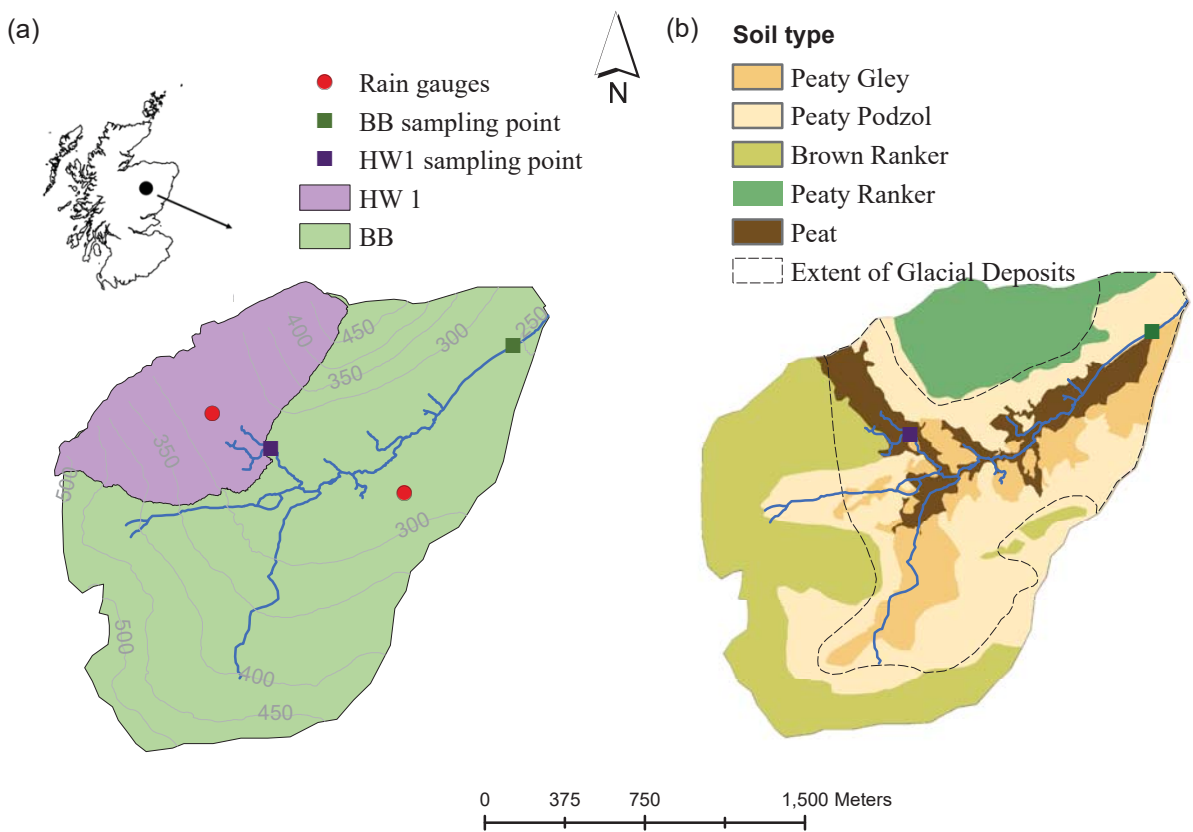 (a)
Rain gauges
BB sampling point
HW1 sampling point
HW 1
BB
N
(b)
Soil type
Peaty Gley
Peaty Podzol
Brown Ranker
Peaty Ranker
Peat
Extent of Glacial Deposits
400
450
300
250
350
350
500
300
500
400
450
0 375 750 1,500 Meters